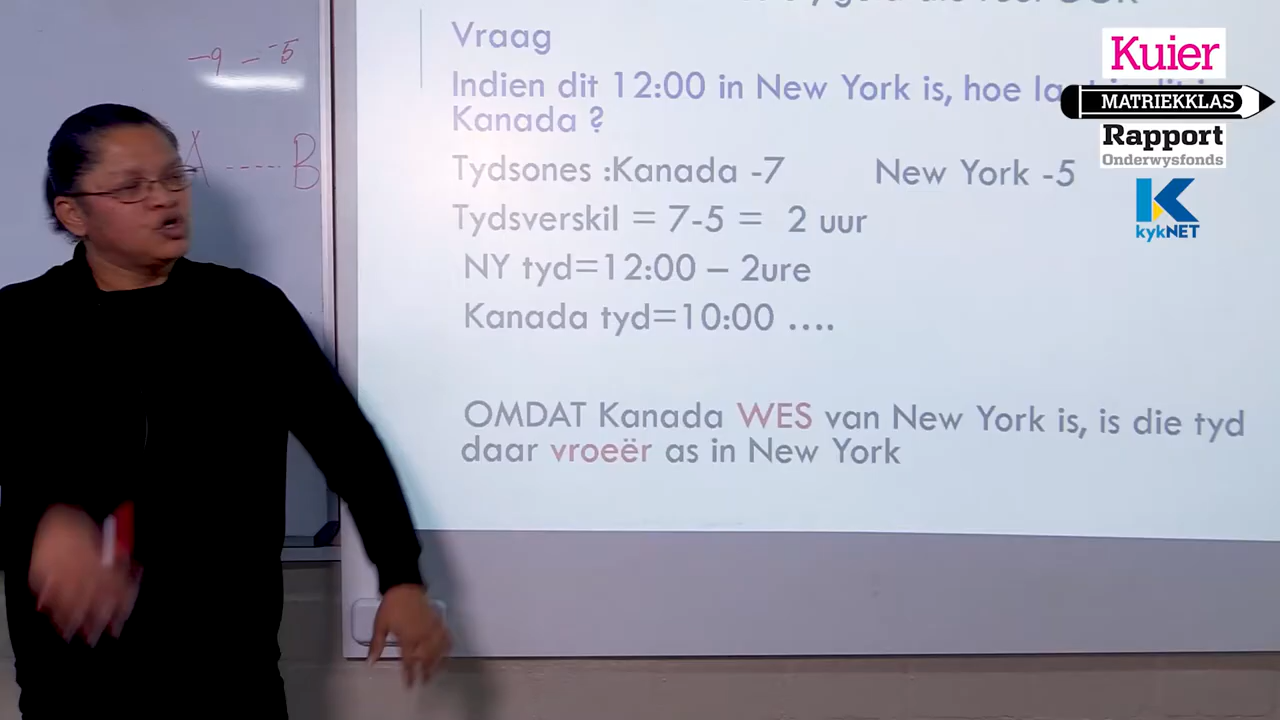 -9 = -5
A ---- B
Vraag
Indien dit 12:00 in New York is, hoe
Kanada ?
Tydsones :Kanada -7 New York -5
Tydsverskil = 7-5 = 2 uur
NY tyd=12:00 – 2ure
Kanada tyd=10:00 ....
OMDAT Kanada WES van New York is, is die tyd
daar vroeër as in New York
Kuier
MATRIEKKLAS
Rapport
Onderwysfonds
kykNET